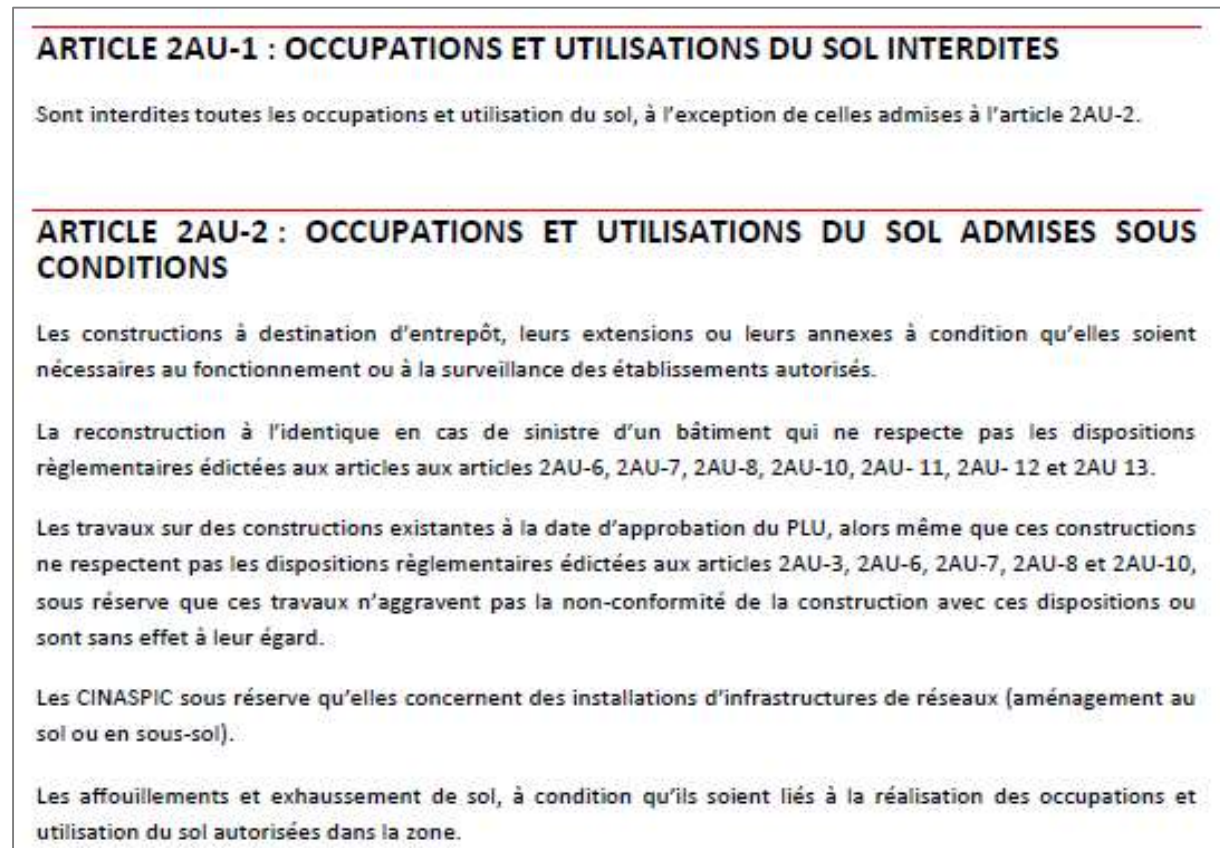 ARTICLE 2AU-1 : OCCUPATIONS ET UTILISATIONS DU SOL INTERDITES
Sont interdites toutes les occupations et utilisation du sol, à l'exception de celles admises à l'article 2AU-2.
ARTICLE 2AU-2 : OCCUPATIONS ET UTILISATIONS DU SOL ADMISES SOUS
CONDITIONS
Les constructions à destination d'entrepôt, leurs extensions ou leurs annexes à condition qu'elles soient
nécessaires au fonctionnement ou à la surveillance des établissements autorisés.
La reconstruction à l'identique en cas de sinistre d'un bâtiment qui ne respecte pas les dispositions
règlementaires édictées aux articles aux articles 2AU-6, 2AU-7, 2AU-8, 2AU-10, 2AU- 11, 2AU- 12 et 2AU 13.
Les travaux sur des constructions existantes à la date d'approbation du PLU, alors même que ces constructions
ne respectent pas les dispositions règlementaires édictées aux articles 2AU-3, 2AU-6, 2AU-7, 2AU-8 et 2AU-10,
sous réserve que ces travaux n'aggravent pas la non-conformité de la construction avec ces dispositions ou
sont sans effet à leur égard.
Les CINASPIC sous réserve qu'elles concernent des installations d'infrastructures de réseaux (aménagement au
sol ou en sous-sol).
Les affouillements et exhaussement de sol, à condition qu'ils soient liés à la réalisation des occupations et
utilisation du sol autorisées dans la zone.